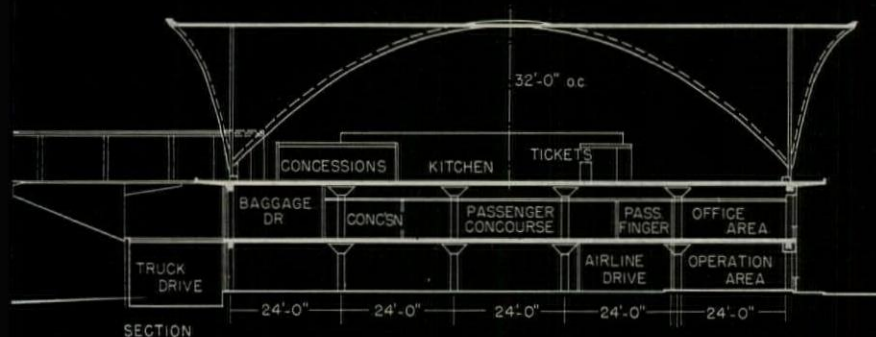 32'-0" o.c.
CONCESSIONS
KITCHEN
TICKETS
BAGGAGE
DR
CONC'SN
PASSENGER
CONCOURSE
PASS.
FINGER
OFFICE
AREA
TRUCK
DRIVE
AIRLINE
DRIVE
OPERATION
AREA
24'-0" 24'-0" 24'-0" 24'-0" 24'-0"
SECTION